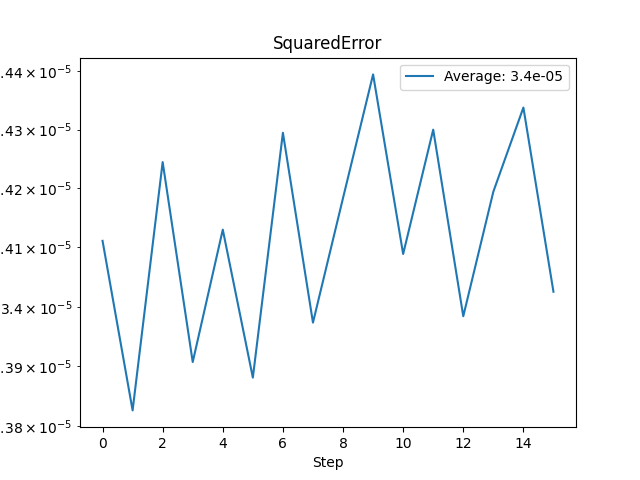 SquaredError
Average: 3.4e-05
.44 × 10⁻⁵
.43 × 10⁻⁵
.42 × 10⁻⁵
.41 × 10⁻⁵
3.4 × 10⁻⁵
.39 × 10⁻⁵
.38 × 10⁻⁵
0 2 4 6 8 10 12 14
Step